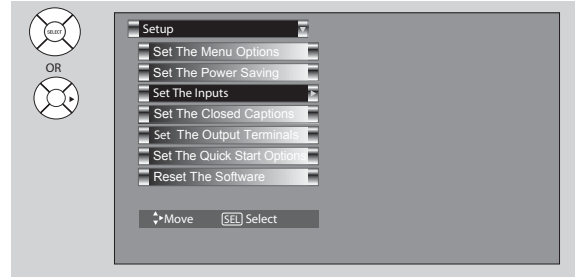 SELECT
OR
Setup
Set The Menu Options
Set The Power Saving
Set The Inputs
Set The Closed Captions
Set The Output Terminals
Set The Quick Start Options
Reset The Software
Move SEL Select